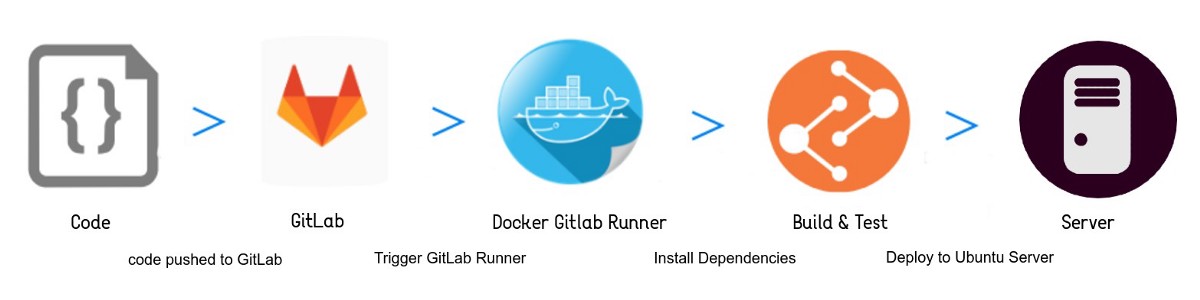 {}
> > > >
Code GitLab Docker Gitlab Runner Build & Test Server
code pushed to GitLab Trigger GitLab Runner Install Dependencies Deploy to Ubuntu Server